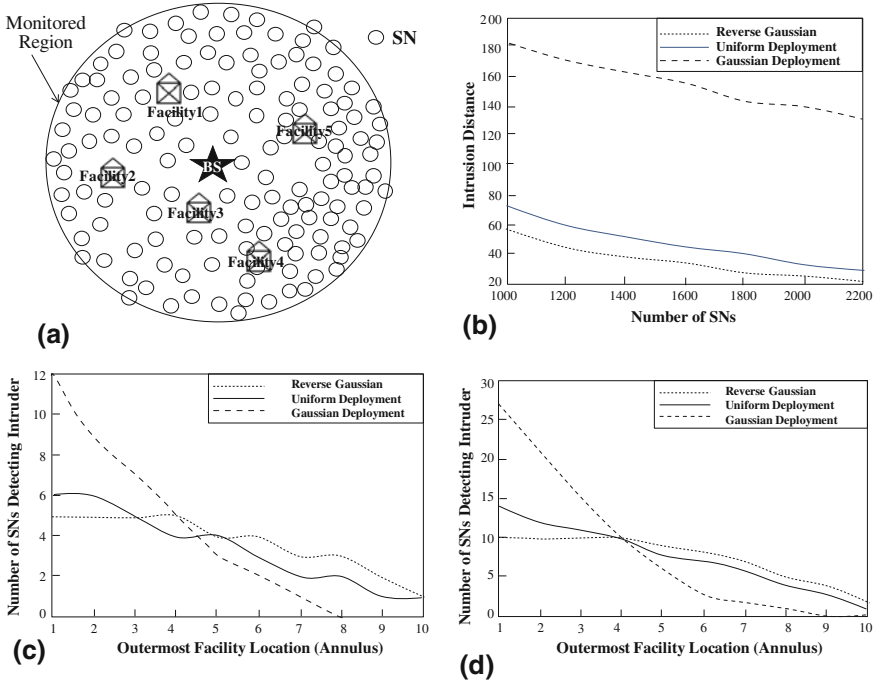 Monitored
Region
SN
Facility1
Facility5
BS
Facility2
Facility3
Facility4
(a)
Intrusion Distance
200
180
160
140
120
100
80
60
40
20
1000 1200 1400 1600 1800 2000 2200
Number of SNs
Reverse Gaussian
Uniform Deployment
Gaussian Deployment
(b)
Number of SNs Detecting Intruder
12
10
8
6
4
2
0
1 2 3 4 5 6 7 8 9 10
Outermost Facility Location (Annulus)
Reverse Gaussian
Uniform Deployment
Gaussian Deployment
(c)
Number of SNs Detecting Intruder
30
25
20
15
10
5
0
1 2 3 4 5 6 7 8 9 10
Outermost Facility Location (Annulus)
Reverse Gaussian
Uniform Deployment
Gaussian Deployment
(d)